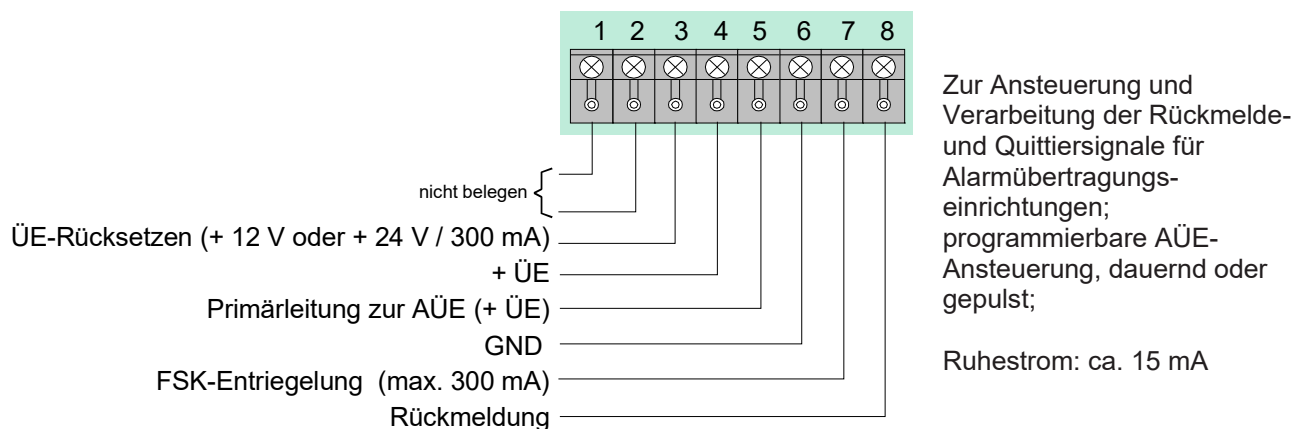 1 2 3 4 5 6 7 8
nicht belegen
ÜE-Rücksetzen (+ 12 V oder + 24 V / 300 mA)
+ ÜE
Primärleitung zur AÜE (+ ÜE)
GND
FSK-Entriegelung (max. 300 mA)
Rückmeldung
Zur Ansteuerung und
Verarbeitung der Rückmelde-
und Quittiersignale für
Alarmübertragungs-
einrichtungen;
programmierbare AÜE-
Ansteuerung, dauernd oder
gepulst;
Ruhestrom: ca. 15 mA